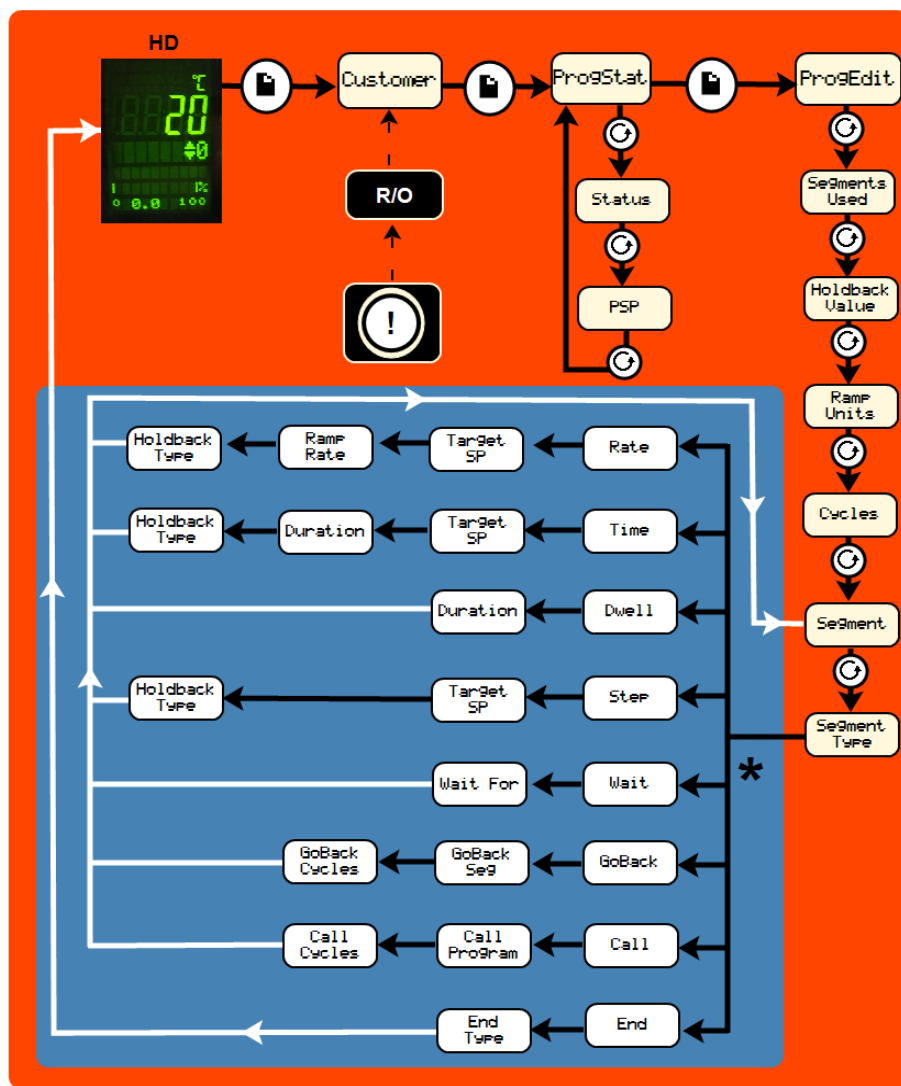 HD
°C
20
0
1 1%
0 0.0 100
Customer
ProgStat
ProgEdit
R/O
!
Status
PSP
Segments
Used
Holdback
Value
Ramp
Units
Cycles
Segment
Segment
Type
Holdback
Type
Ramp
Rate
Target
SP
Rate
Holdback
Type
Duration
Target
SP
Time
Duration
Dwell
Holdback
Type
Target
SP
Step
*
Wait For
Wait
GoBack
Cycles
GoBack
Seg
GoBack
Call
Cycles
Call
Program
Call
End
Type
End